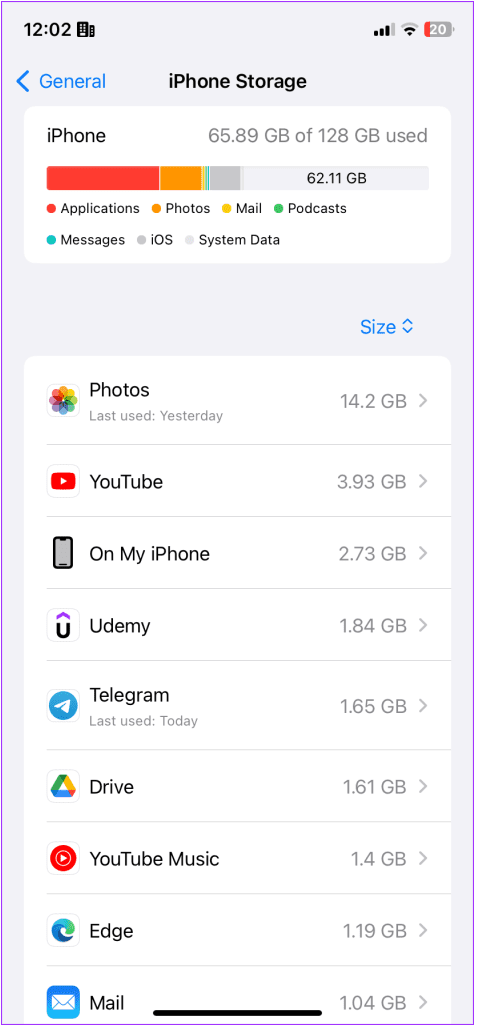 12:02 20
General iPhone Storage
iPhone 65.89 GB of 128 GB used
62.11 GB
Applications Photos Mail Podcasts
Messages iOS System Data
Size
Photos
14.2 GB
Last used: Yesterday
YouTube 3.93 GB
On My iPhone 2.73 GB
Udemy 1.84 GB
Telegram
1.65 GB
Last used: Today
Drive 1.61 GB
YouTube Music 1.4 GB
Edge 1.19 GB
Mail 1.04 GB